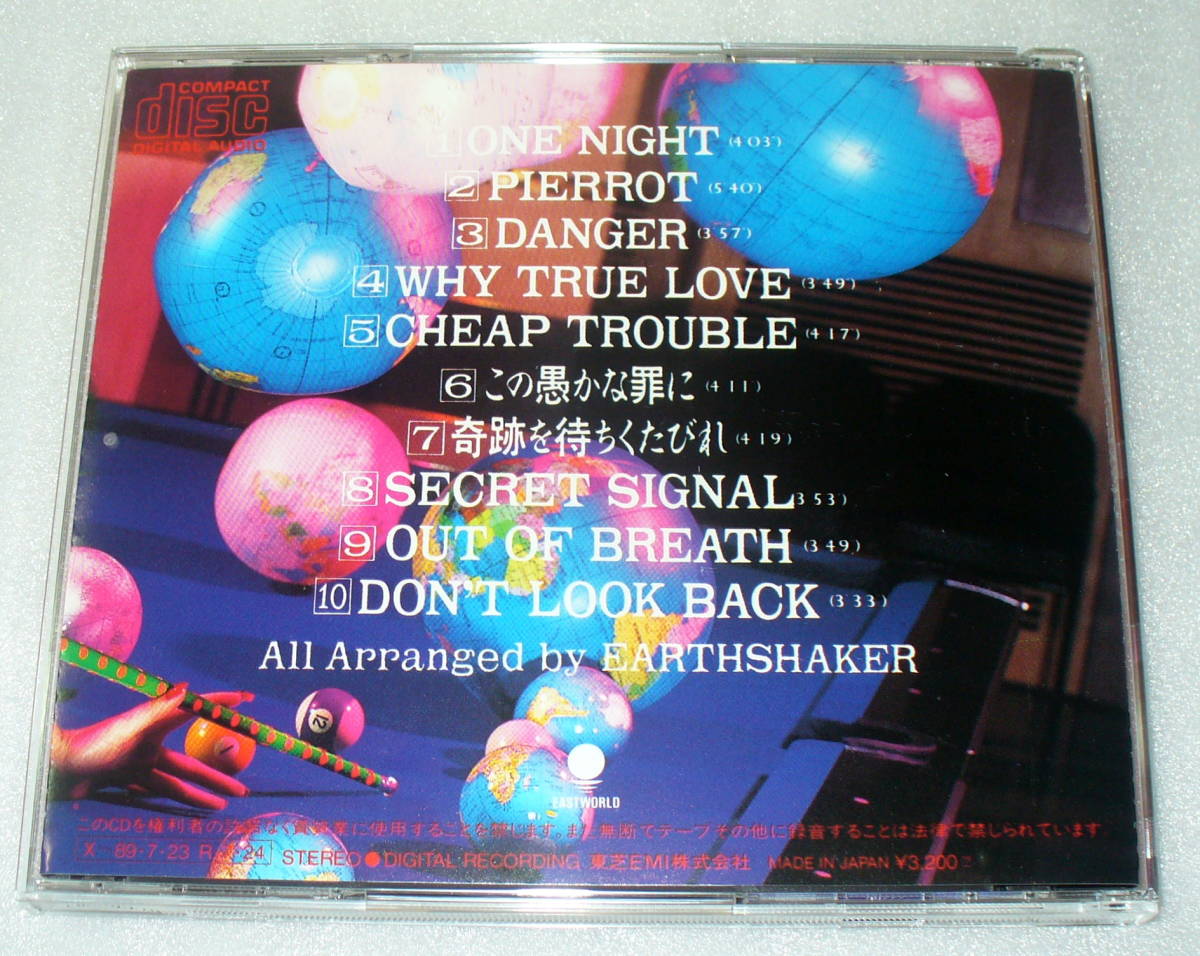 COMPACT
disc
DIGITAL AUDIO
1 ONE NIGHT (4 03")
2 PIERROT (5 40")
3 DANGER (3'57")
4 WHY TRUE LOVE (3 49")
5 CHEAP TROUBLE (4 17)
6 この愚かな罪に (4 11)
7 奇跡を待ちくたびれ (4 19)
8 SECRET SIGNAL 3 53)
9 OUT OF BREATH (3 49)
10 DON'T LOOK BACK (3 33)
All Arranged by EARTHSHAKER
12
1
EASTWORLD
このCDを権利者の許諾なく賃貸業に使用することを禁じます。また無断でテープその他に録音することは法律で禁じられています
X 89·7·23 R 24 STEREO ● DIGITAL RECORDING 東芝EMI株式会社 MADE IN JAPAN ¥3,200